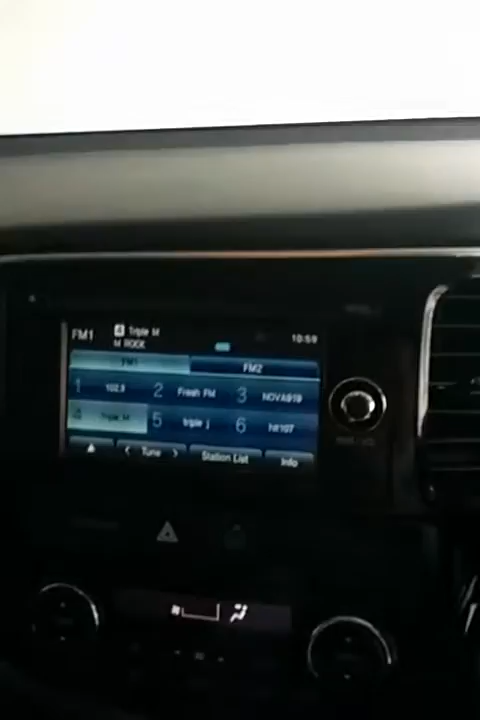 FM1 4 Triple M 10:59
M ROCK
FM1 FM2
1 102.3 2 Fresh FM 3 NOVA919
4 Triple M 5 triple j 6 hit107
< Tune > Station List Info